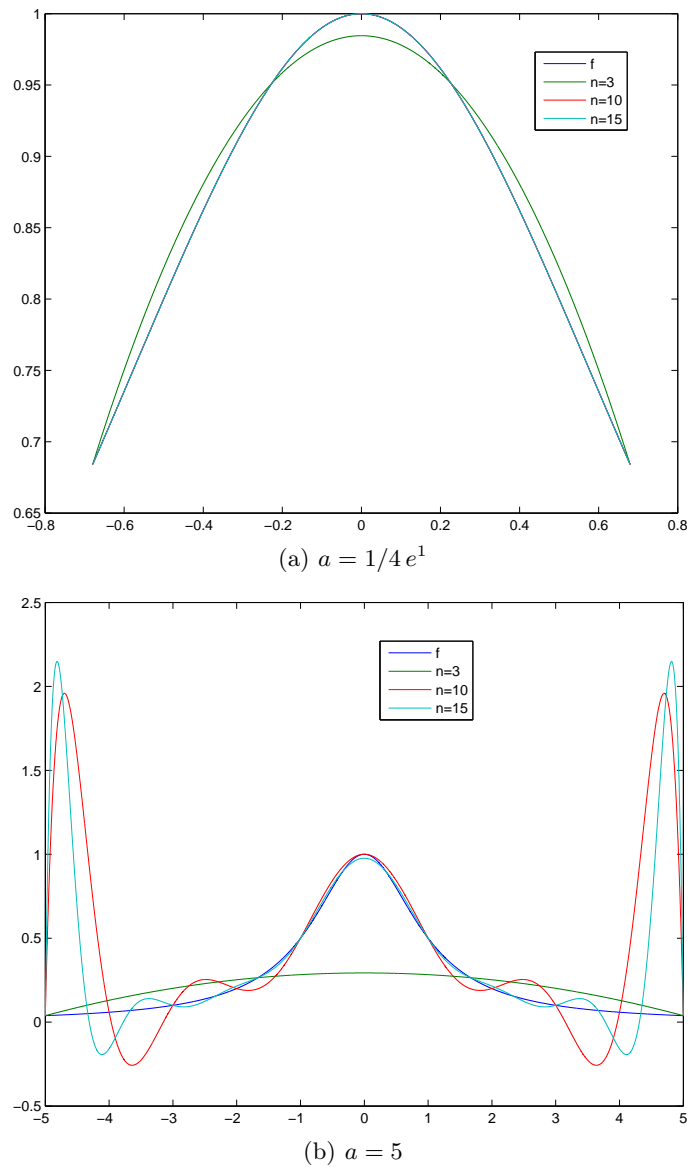 1
0.95
0.9
0.85
0.8
0.75
0.7
0.65
−0.8 −0.6 −0.4 −0.2 0 0.2 0.4 0.6 0.8
f
n=3
n=10
n=15
(a) a = 1/4 e¹
2.5
2
1.5
1
0.5
0
−0.5
−5 −4 −3 −2 −1 0 1 2 3 4 5
f
n=3
n=10
n=15
(b) a = 5